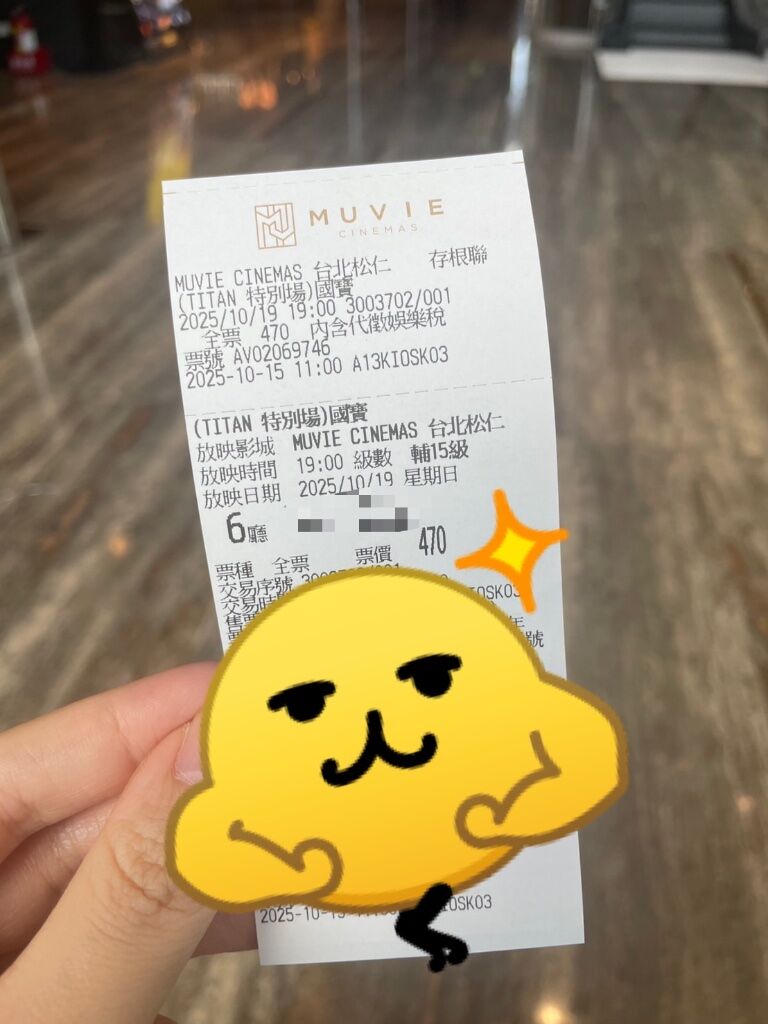 MUVIE
CINEMAS
MUVIE CINEMAS 台北松仁 存根聯
(TITAN 特別場)國寶
2025/10/19 19:00 3003702/001
全票 470 內含代徵娛樂稅
票號 AV02069746
2025-10-15 11:00 A13KIOSK03
(TITAN 特別場)國寶
放映影城 MUVIE CINEMAS 台北松仁
放映時間 19:00 級數 輔15級
放映日期 2025/10/19 星期日
6廳
票種 全票 票價 470
交易序號